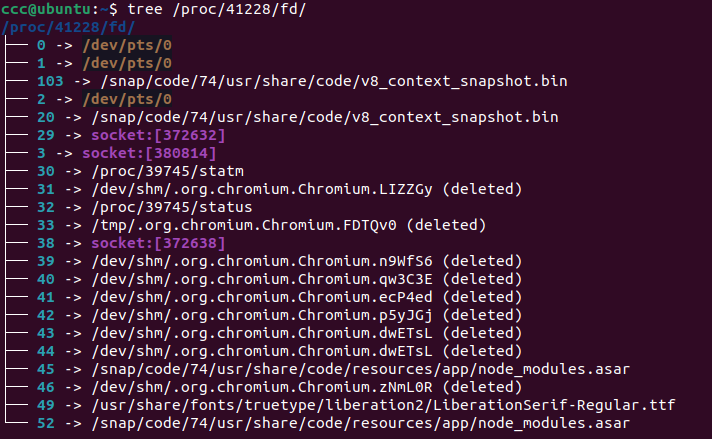 ccc@ubuntu:~$ tree /proc/41228/fd/
/proc/41228/fd/
├── 0 -> /dev/pts/0
├── 1 -> /dev/pts/0
├── 103 -> /snap/code/74/usr/share/code/v8_context_snapshot.bin
├── 2 -> /dev/pts/0
├── 20 -> /snap/code/74/usr/share/code/v8_context_snapshot.bin
├── 29 -> socket:[372632]
├── 3 -> socket:[380814]
├── 30 -> /proc/39745/statm
├── 31 -> /dev/shm/.org.chromium.Chromium.LIZZGy (deleted)
├── 32 -> /proc/39745/status
├── 33 -> /tmp/.org.chromium.Chromium.FDTQv0 (deleted)
├── 38 -> socket:[372638]
├── 39 -> /dev/shm/.org.chromium.Chromium.n9WfS6 (deleted)
├── 40 -> /dev/shm/.org.chromium.Chromium.qw3C3E (deleted)
├── 41 -> /dev/shm/.org.chromium.Chromium.ecP4ed (deleted)
├── 42 -> /dev/shm/.org.chromium.Chromium.p5yJGj (deleted)
├── 43 -> /dev/shm/.org.chromium.Chromium.dwETsL (deleted)
├── 44 -> /dev/shm/.org.chromium.Chromium.dwETsL (deleted)
├── 45 -> /snap/code/74/usr/share/code/resources/app/node_modules.asar
├── 46 -> /dev/shm/.org.chromium.Chromium.zNmL0R (deleted)
├── 49 -> /usr/share/fonts/truetype/liberation2/LiberationSerif-Regular.ttf
└── 52 -> /snap/code/74/usr/share/code/resources/app/node_modules.asar